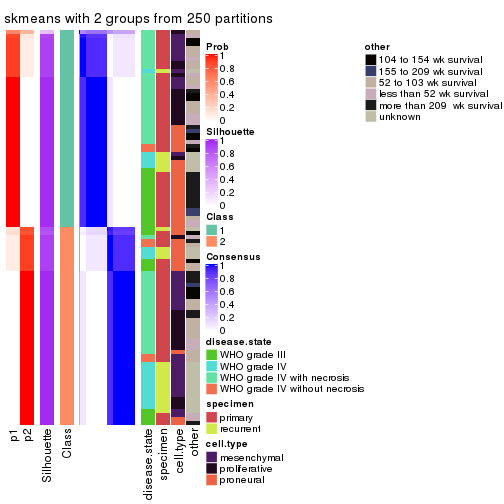 skmeans with 2 groups from 250 partitions
Prob
1
0.8
0.6
0.4
0.2
0
Silhouette
1
0.8
0.6
0.4
0.2
0
Class
1
2
Consensus
1
0.8
0.6
0.4
0.2
0
disease.state
WHO grade III
WHO grade IV
WHO grade IV with necrosis
WHO grade IV without necrosis
specimen
primary
recurrent
cell.type
mesenchymal
proliferative
proneural
other
104 to 154 wk survival
155 to 209 wk survival
52 to 103 wk survival
less than 52 wk survival
more than 209  wk survival
unknown
p1
p2
Silhouette
Class
disease.state
specimen
cell.type
other